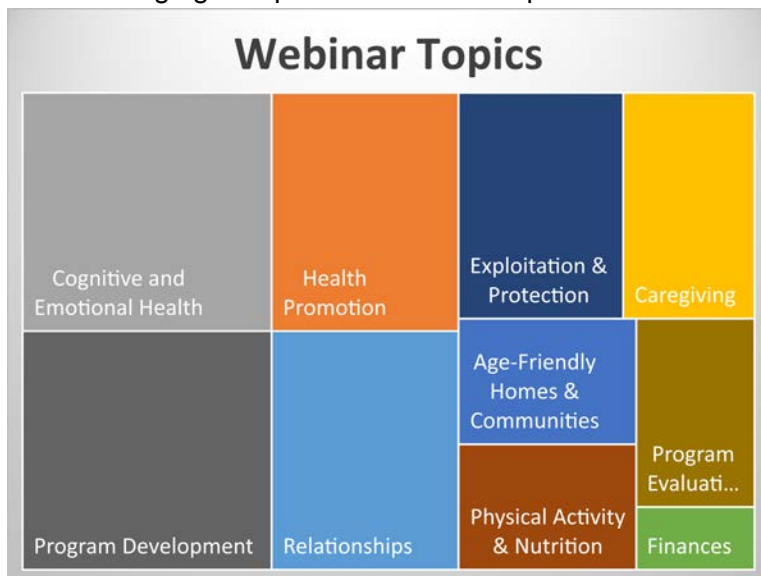 Webinar Topics
Cognitive and
Emotional Health
Health
Promotion
Exploitation &
Protection
Caregiving
Program Development
Relationships
Age-Friendly
Homes &
Communities
Physical Activity
& Nutrition
Program
Evaluati...
Finances